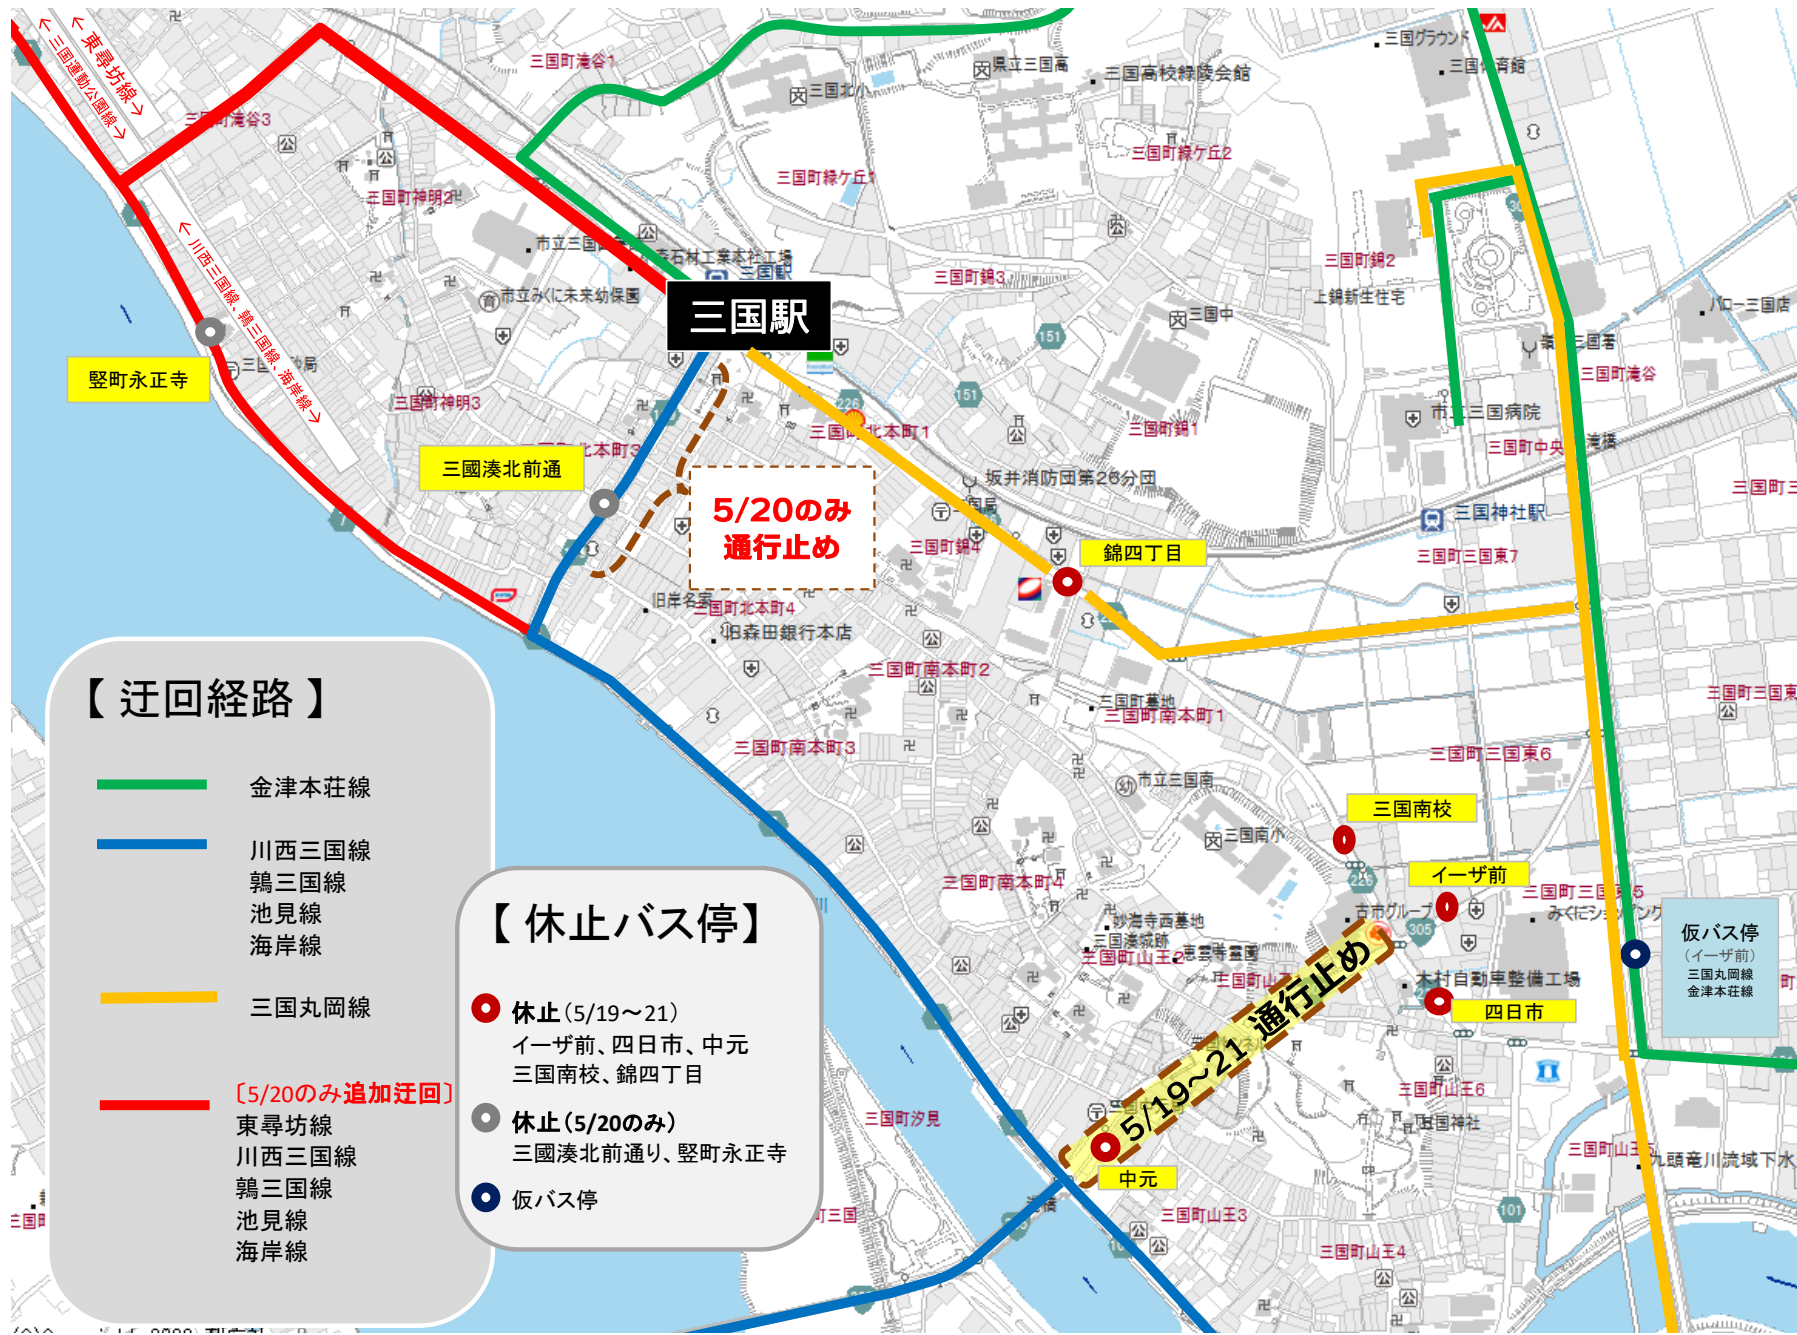 ←東尋坊線→
←三国運動公園線→
三国町滝谷1
県立三国高
三国高校緑陵会館
三国グラウンド
三国北小
三国町緑ケ丘2
三国町緑ケ丘1
三国町神明2
三国町錦3
三国町錦2
上錦新生住宅
バロー三国店
市立みくに未来幼保園
三国駅
三国駅
←川西三国線、鶉三国線、海岸線→
三国中
151
151
226
三国町滝谷
竪町永正寺
三国町神明3
三国町北本町1
三国町錦1
市立三国病院
三国町中央
三國湊北前通
坂井消防団第26分団
5/20のみ
通行止め
三国神社駅
三国町錦4
錦四丁目
三国町三国東7
旧岸名家
三国町北本町4
旧森田銀行本店
三国町南本町2
三国町墓地
三国町南本町1
三国町南本町3
三国町三国東6
市立三国南
三国南小
三国南校
イーザ前
226
305
三国町南本町4
古市グループ
妙海寺西墓地
三国湊城跡
恵雲寺霊園
三国町山王2
木村自動車整備工場
四日市
仮バス停
(イーザ前)
三国丸岡線
金津本荘線
5/19～21 通行止め
中元
三国町汐見
三国町山王6
三国町山王3
三国町山王4
101
九頭竜川流域下水
【 迂回経路 】
金津本荘線
川西三国線
鶉三国線
池見線
海岸線
三国丸岡線
〔5/20のみ追加迂回〕
東尋坊線
川西三国線
鶉三国線
池見線
海岸線
【 休止バス停】
休止(5/19～21)
イーザ前、四日市、中元
三国南校、錦四丁目
休止(5/20のみ)
三國湊北前通り、竪町永正寺
仮バス停